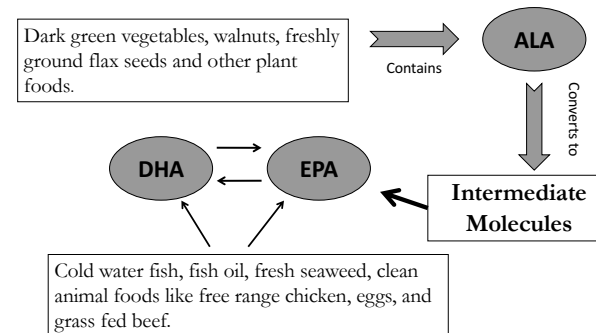 Dark green vegetables, walnuts, freshly
ground flax seeds and other plant
foods.
Contains
ALA
Converts to
Intermediate
Molecules
DHA
EPA
Cold water fish, fish oil, fresh seaweed, clean
animal foods like free range chicken, eggs, and
grass fed beef.